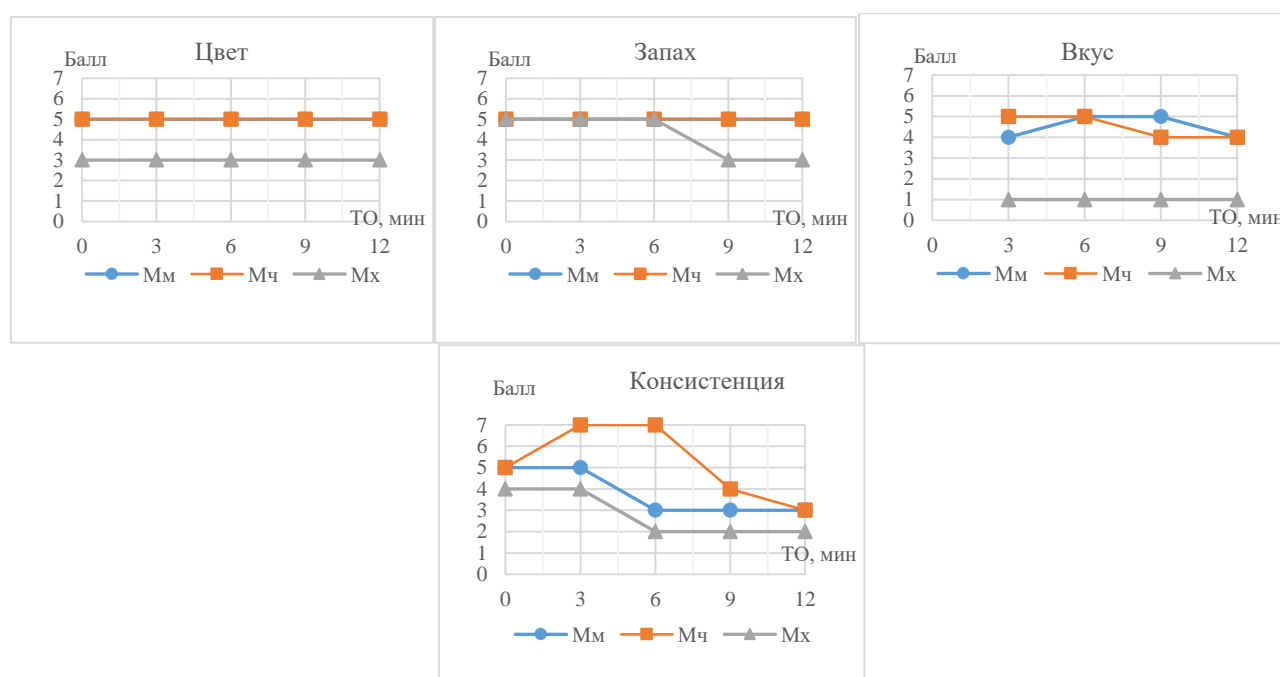 Цвет
Балл
7
6
5
4
3
2
1
0
ТО, мин
0 3 6 9 12
Мм Мч Мх
Запах
Балл
7
6
5
4
3
2
1
0
ТО, мин
0 3 6 9 12
Мм Мч Мх
Вкус
Балл
7
6
5
4
3
2
1
0
ТО, мин
0 3 6 9 12
Мм Мч Мх
Консистенция
Балл
7
6
5
4
3
2
1
0
ТО, мин
0 3 6 9 12
Мм Мч Мх